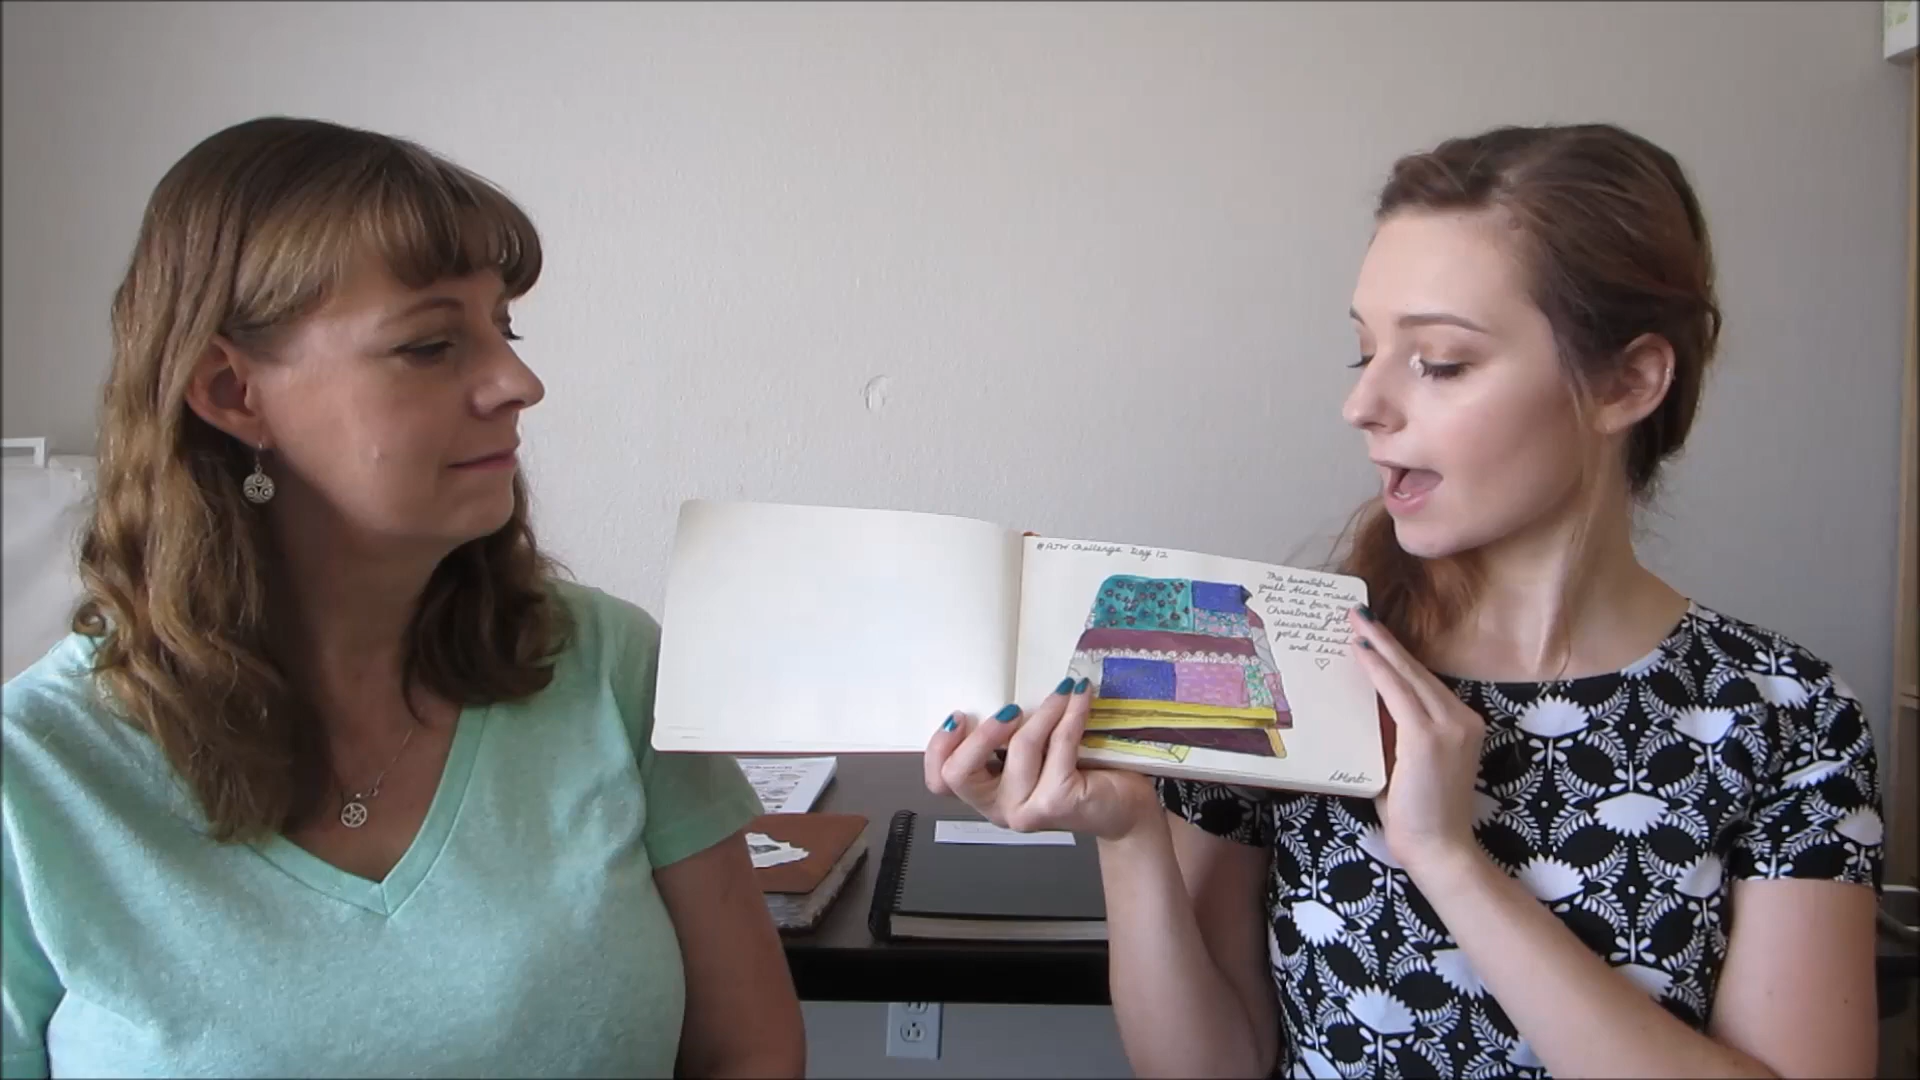 #AJW Challenge Day 12
This beautiful
quilt Alice made
for me for my
Christmas gift
decorated with
gold thread
and lace